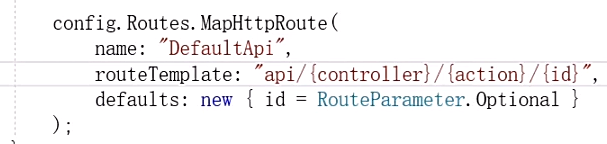 config.Routes.MapHttpRoute(
name: "DefaultApi",
routeTemplate: "api/{controller}/{action}/{id}",
defaults: new { id = RouteParameter.Optional }
);